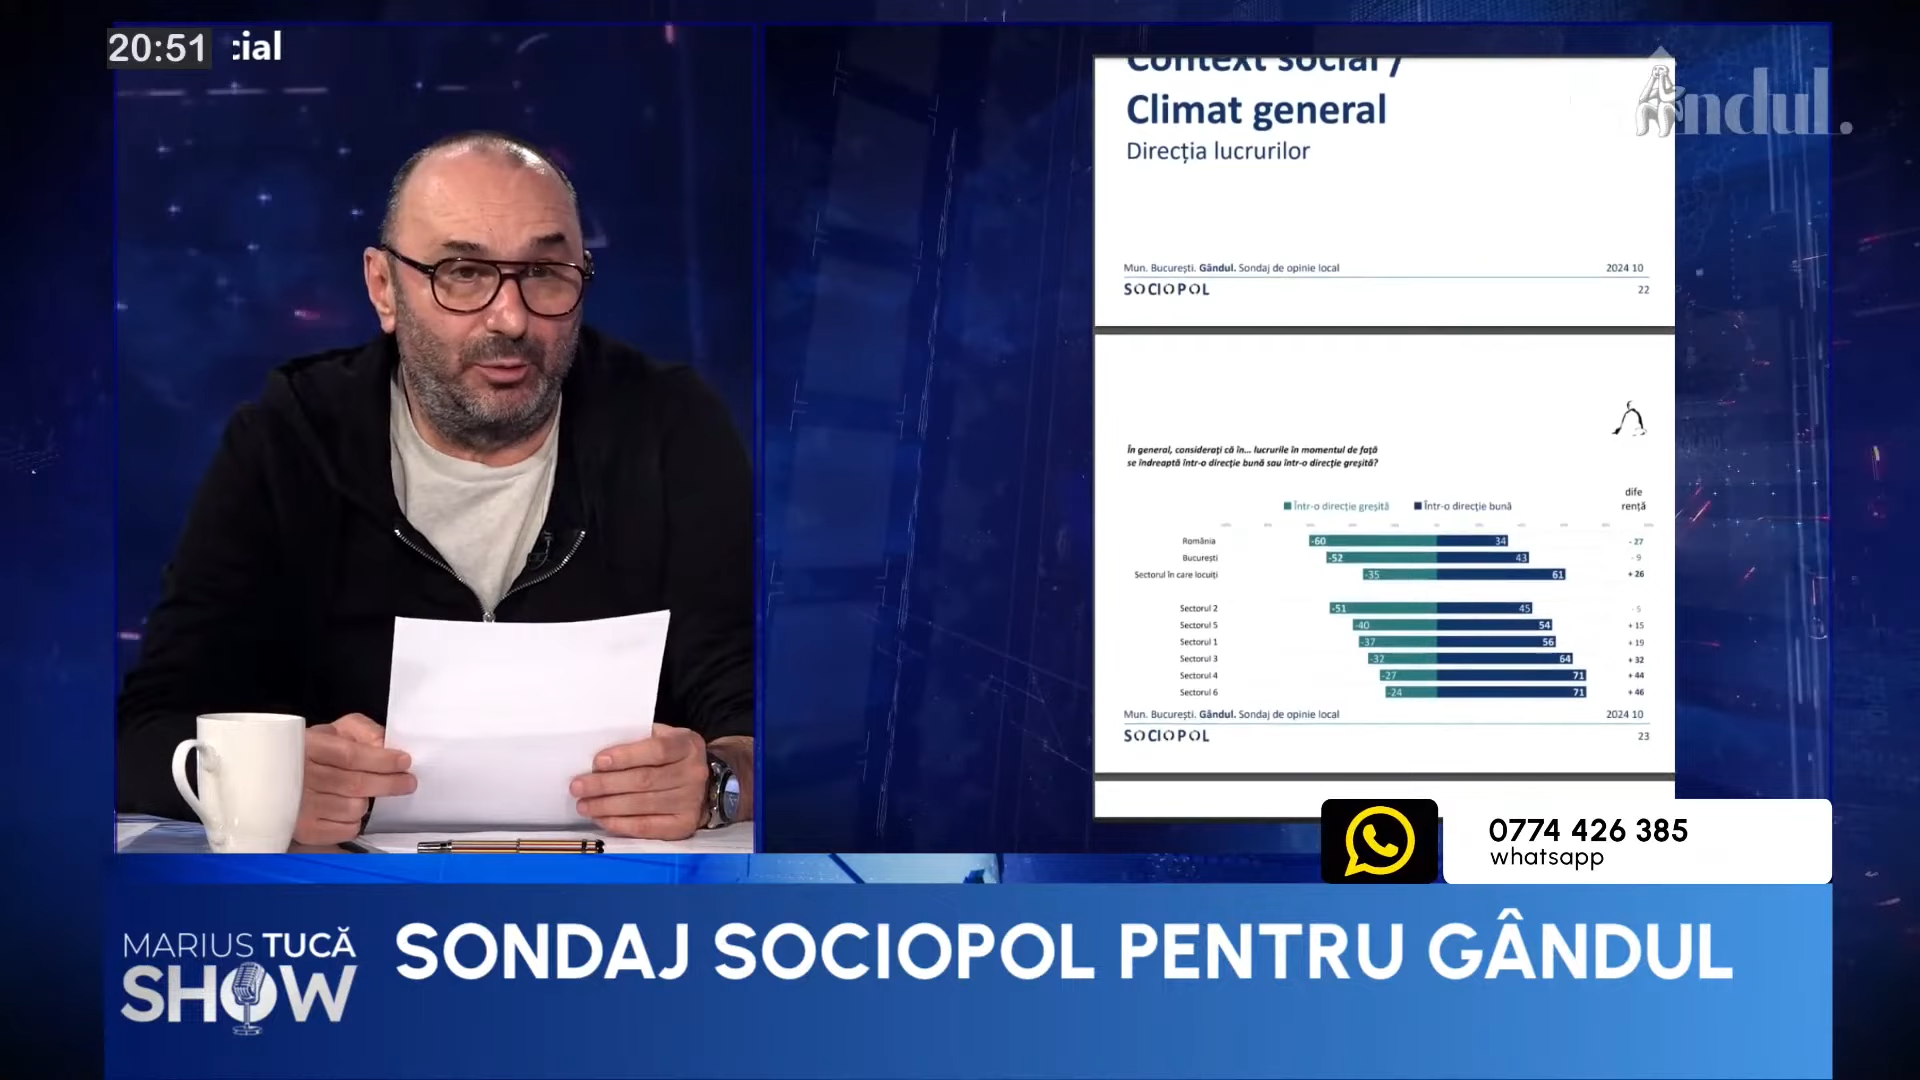 20:51
cial
Context social /
Climat general
Direcția lucrurilor
Mun. București. Gândul. Sondaj de opinie local 2024 10
SOCIOPOL 22
În general, considerați că în... lucrurile în momentul de față
se îndreaptă într-o direcție bună sau într-o direcție greșită?
dife
rență
Într-o direcție greșită Într-o direcție bună
România -60 34 - 27
București -52 43 - 9
Sectorul în care locuiți -35 61 + 26
Sectorul 2 -51 45 - 5
Sectorul 5 -40 54 + 15
Sectorul 1 -37 56 + 19
Sectorul 3 -32 64 + 32
Sectorul 4 -27 71 + 44
Sectorul 6 -24 71 + 46
Mun. București. Gândul. Sondaj de opinie local 2024 10
SOCIOPOL 23
gândul.
0774 426 385
whatsapp
MARIUS TUCĂ
SHOW
SONDAJ SOCIOPOL PENTRU GÂNDUL